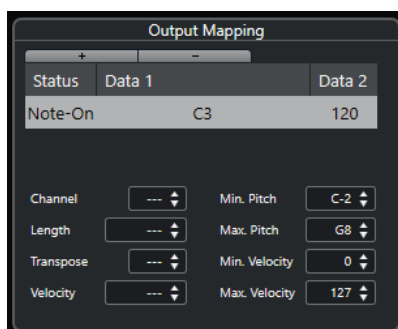 Output Mapping
+ −
Status Data 1 Data 2
Note-On C3 120
Channel --- Min. Pitch C-2
Length --- Max. Pitch G8
Transpose --- Min. Velocity 0
Velocity --- Max. Velocity 127